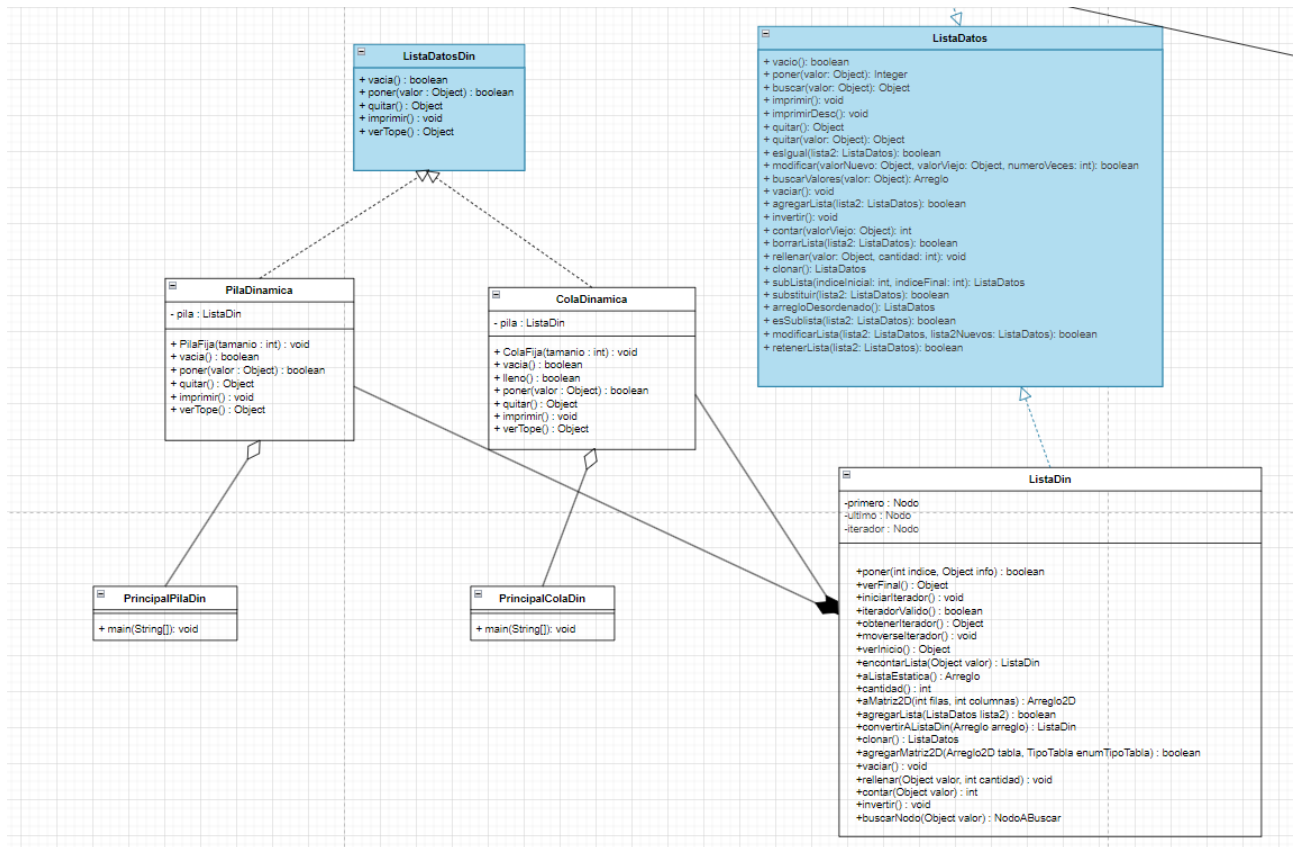 ListaDatosDin
+ vacia() : boolean
+ poner(valor : Object) : boolean
+ quitar() : Object
+ imprimir() : void
+ verTope() : Object
ListaDatos
+ vacio(): boolean
+ poner(valor: Object): Integer
+ buscar(valor: Object): Object
+ imprimir(): void
+ imprimirDesc(): void
+ quitar(): Object
+ quitar(valor: Object): Object
+ esIgual(lista2: ListaDatos): boolean
+ modificar(valorNuevo: Object, valorViejo: Object, numeroVeces: int): boolean
+ buscarValores(valor: Object): Arreglo
+ vaciar(): void
+ agregarLista(lista2: ListaDatos): boolean
+ invertir(): void
+ contar(valorViejo: Object): int
+ borrarLista(lista2: ListaDatos): boolean
+ rellenar(valor: Object, cantidad: int): void
+ clonar(): ListaDatos
+ subLista(indiceInicial: int, indiceFinal: int): ListaDatos
+ substituir(lista2: ListaDatos): boolean
+ arregloDesordenado(): ListaDatos
+ esSublista(lista2: ListaDatos): boolean
+ modificarLista(lista2: ListaDatos, lista2Nuevos: ListaDatos): boolean
+ retenerLista(lista2: ListaDatos): boolean
PilaDinamica
- pila : ListaDin
+ PilaFija(tamanio : int) : void
+ vacia() : boolean
+ poner(valor : Object) : boolean
+ quitar() : Object
+ imprimir() : void
+ verTope() : Object
ColaDinamica
- pila : ListaDin
+ ColaFija(tamanio : int) : void
+ vacia() : boolean
+ lleno() : boolean
+ poner(valor : Object) : boolean
+ quitar() : Object
+ imprimir() : void
+ verTope() : Object
ListaDin
-primero : Nodo
-ultimo : Nodo
-iterador : Nodo
+poner(int indice, Object info) : boolean
+verFinal() : Object
+iniciarIterador() : void
+iteradorValido() : boolean
+obtenerIterador() : Object
+moverseIterador() : void
+verInicio() : Object
+encontarLista(Object valor) : ListaDin
+aListaEstatica() : Arreglo
+cantidad() : int
+aMatriz2D(int filas, int columnas) : Arreglo2D
+agregarLista(ListaDatos lista2) : boolean
+convertirAListaDin(Arreglo arreglo) : ListaDin
+clonar() : ListaDatos
+agregarMatriz2D(Arreglo2D tabla, TipoTabla enumTipoTabla) : boolean
+vaciar() : void
+rellenar(Object valor, int cantidad) : void
+contar(Object valor) : int
+invertir() : void
+buscarNodo(Object valor) : NodoABuscar
PrincipalPilaDin
+ main(String[]): void
PrincipalColaDin
+ main(String[]): void